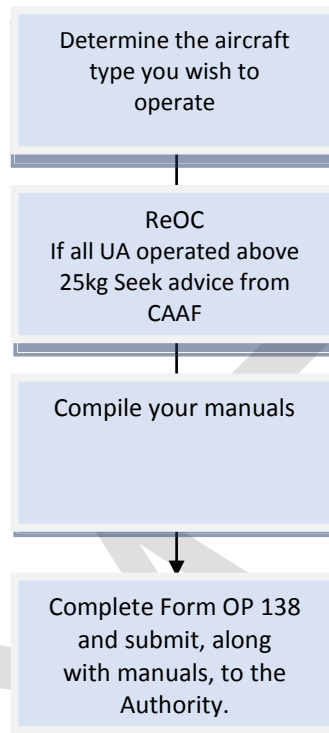 Determine the aircraft
type you wish to
operate
ReOC
If all UA operated above
25kg Seek advice from
CAAF
Compile your manuals
Complete Form OP 138
and submit, along
with manuals, to the
Authority.